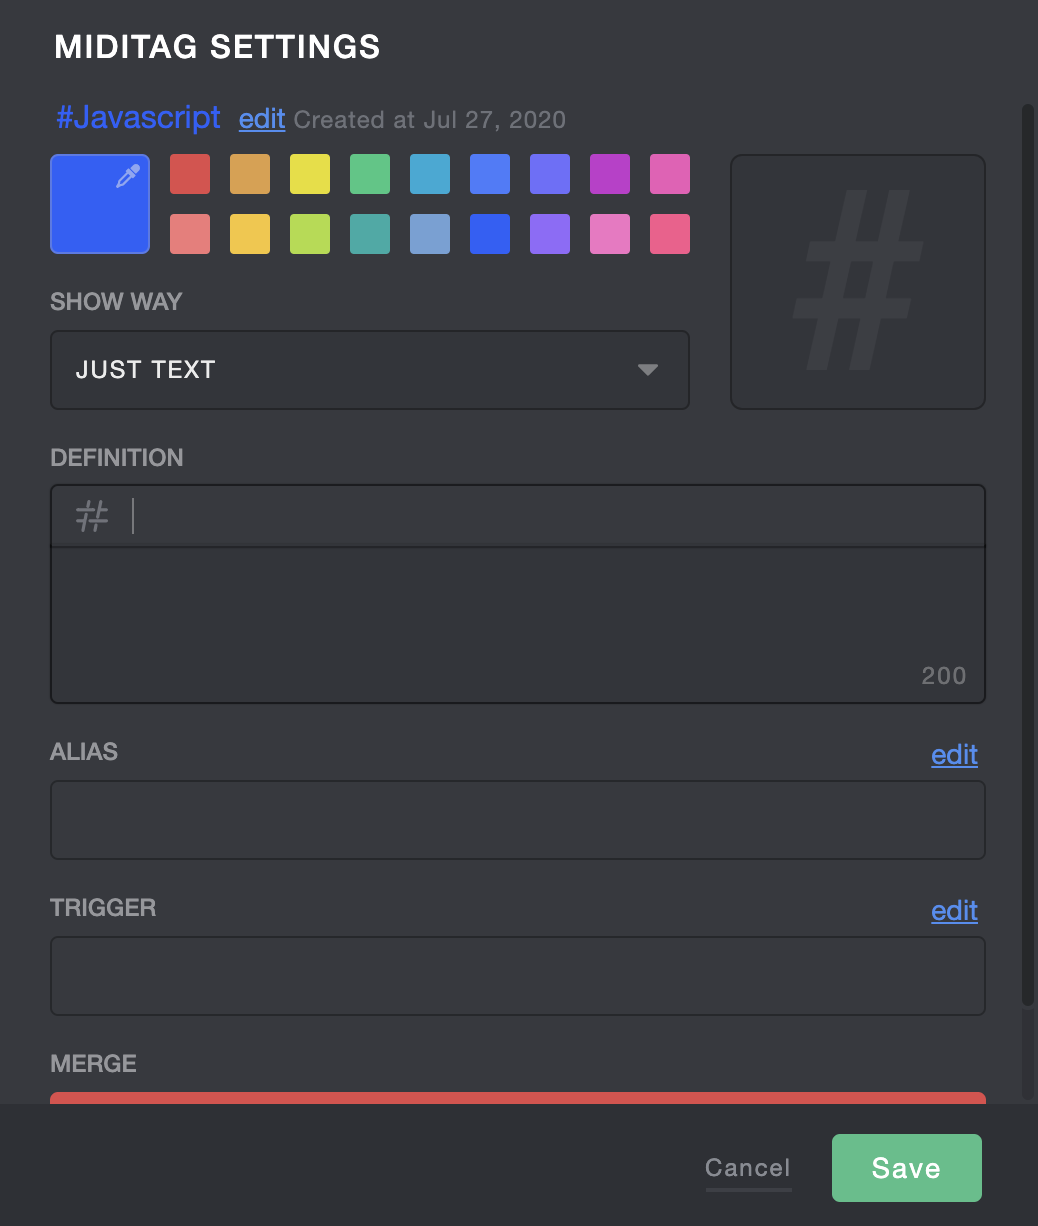 MIDITAG SETTINGS
#Javascript edit Created at Jul 27, 2020
#
SHOW WAY
JUST TEXT
DEFINITION
#
200
ALIAS edit
TRIGGER edit
MERGE
Cancel Save